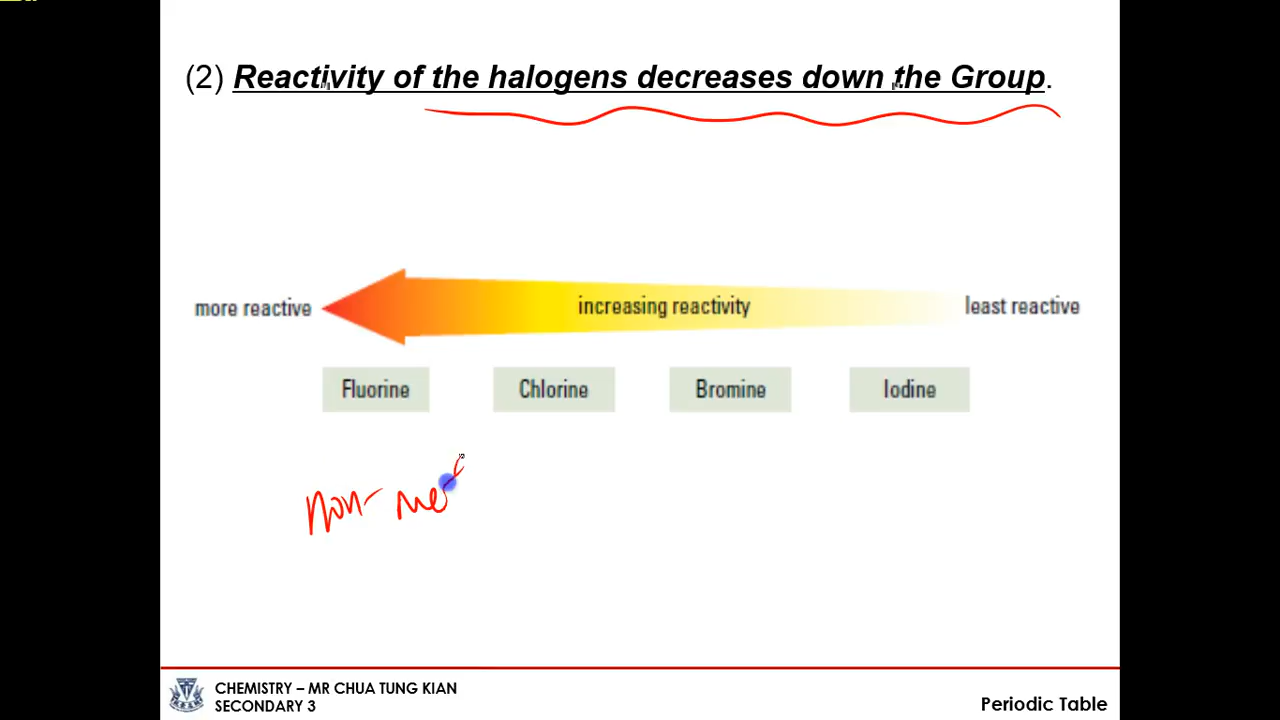 (2) Reactivity of the halogens decreases down the Group.
more reactive increasing reactivity least reactive
Fluorine Chlorine Bromine Iodine
non- me
CHEMISTRY – MR CHUA TUNG KIAN
SECONDARY 3
Periodic Table